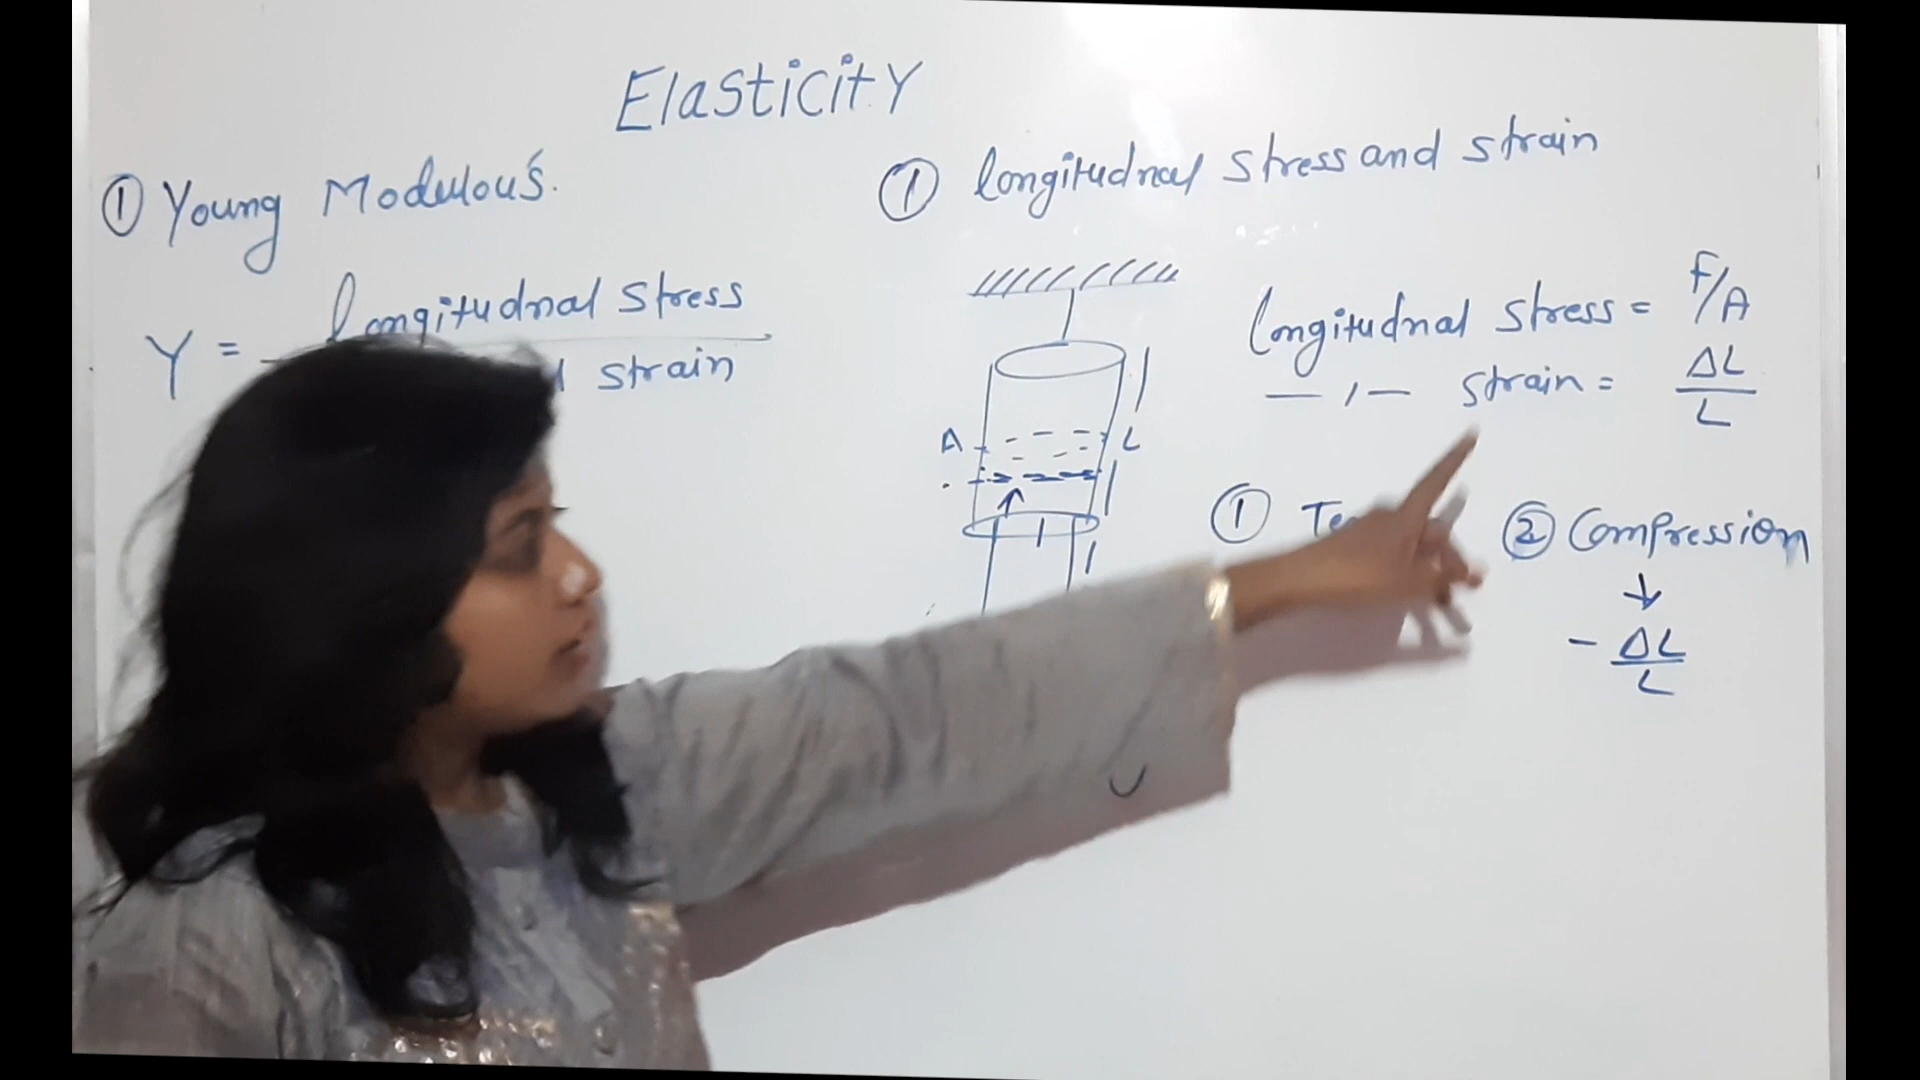 Elasticity
① Young Modulous'.
Y = longitudnal stress
strain
① longitudnal stress and strain
A
L
longitudnal stress = F/A
— 〃 — strain = ΔL/L
①
② Compression
↓
- ΔL/L